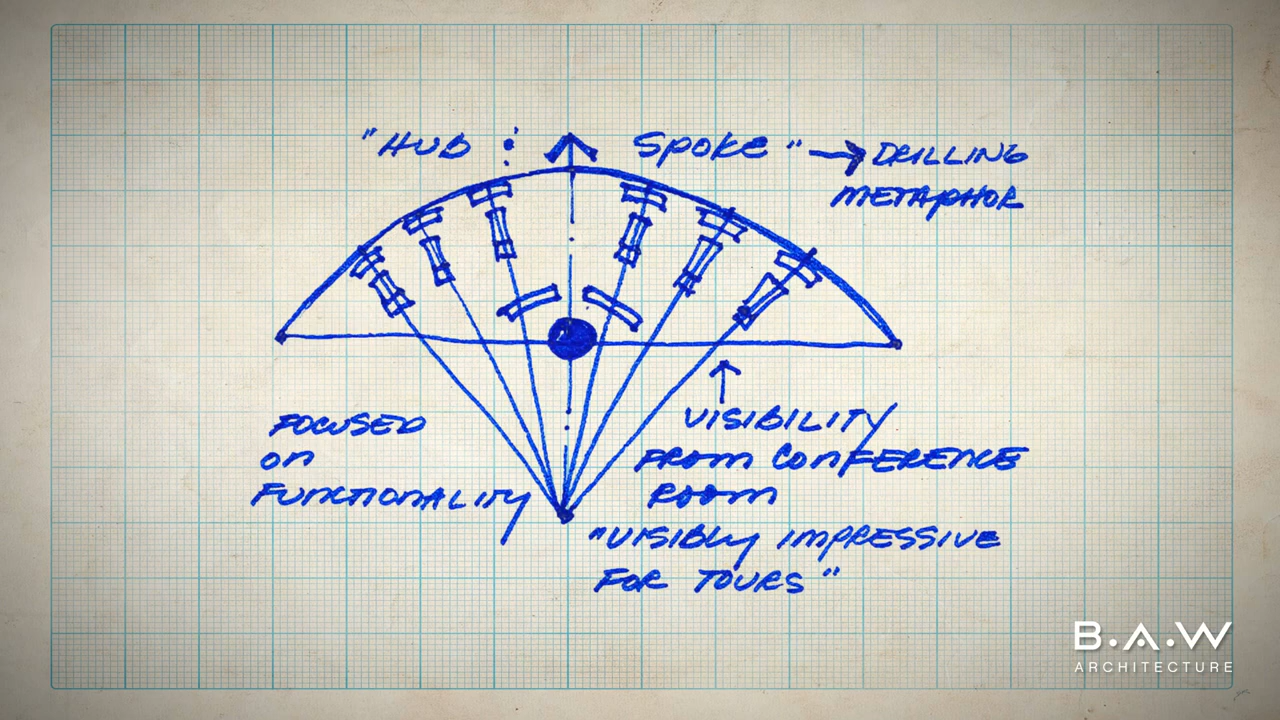 "HUB : SPOKE" → DRILLING
METAPHOR
FOCUSED
ON
FUNCTIONALITY
VISIBILITY
FROM CONFERENCE
ROOM
"VISIBLY IMPRESSIVE
FOR TOURS"
B.A.W
ARCHITECTURE